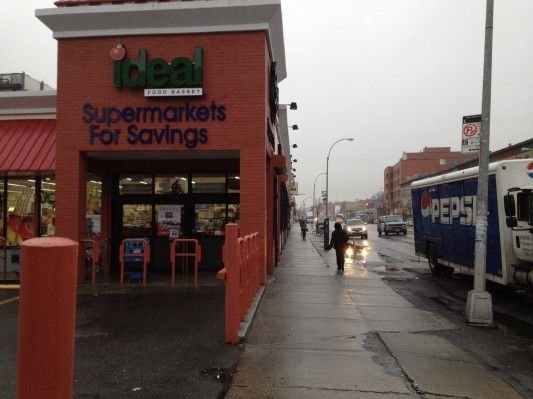 ideal
FOOD BASKET
Supermarkets
For Savings
PEPSI